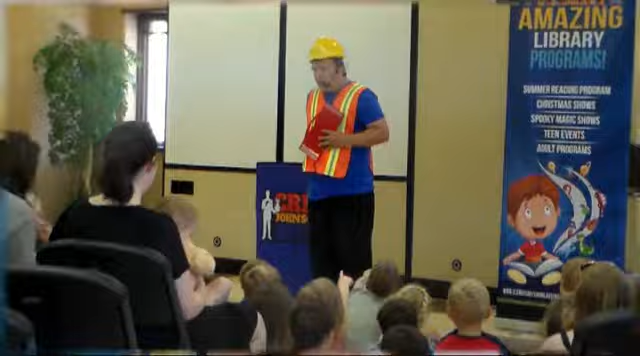 AMAZING
LIBRARY
PROGRAMS!
SUMMER READING PROGRAM
CHRISTMAS SHOWS
SPOOKY MAGIC SHOWS
TEEN EVENTS
ADULT PROGRAMS